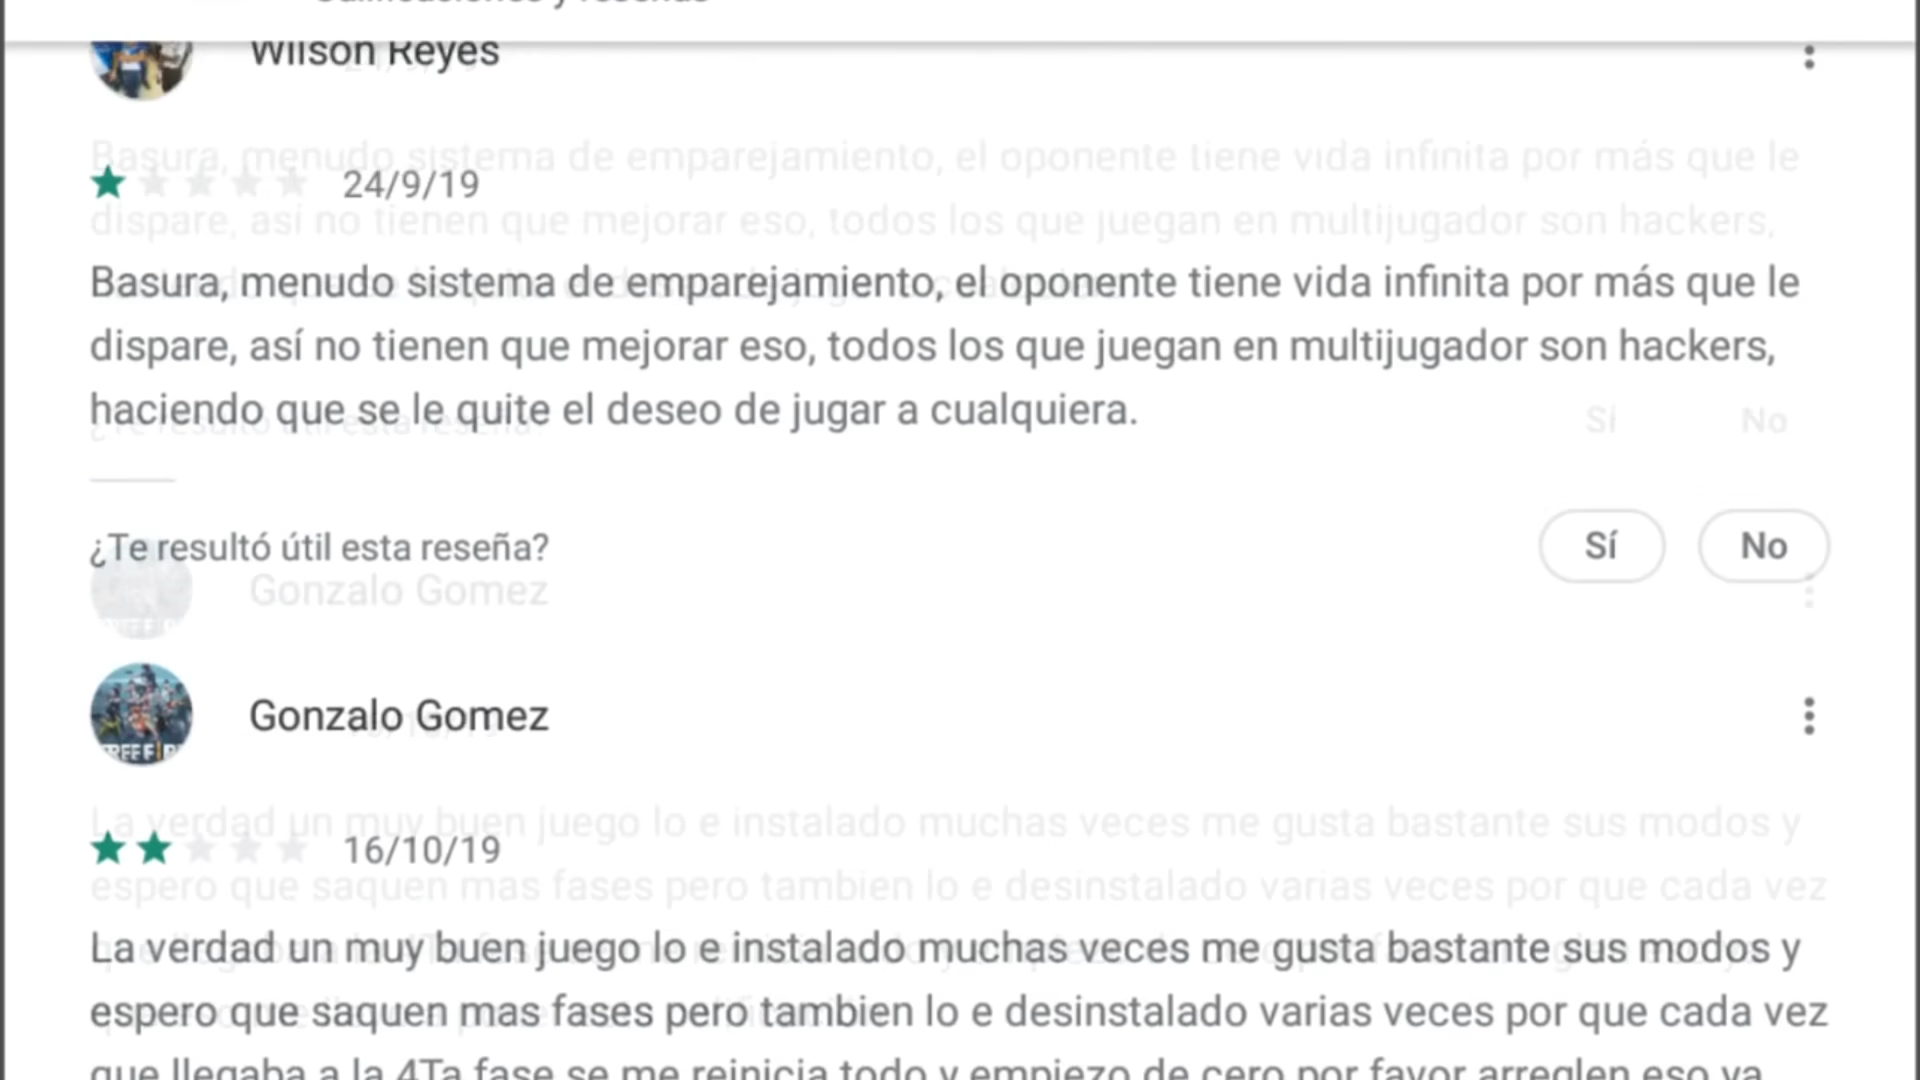 Calificaciones y reseñas
Wilson Reyes
24/9/19
Basura, menudo sistema de emparejamiento, el oponente tiene vida infinita por más que le
dispare, así no tienen que mejorar eso, todos los que juegan en multijugador son hackers,
haciendo que se le quite el deseo de jugar a cualquiera.
¿Te resultó útil esta reseña?
Sí
No
Gonzalo Gomez
16/10/19
La verdad un muy buen juego lo e instalado muchas veces me gusta bastante sus modos y
espero que saquen mas fases pero tambien lo e desinstalado varias veces por que cada vez
que llegaba a la 4Ta fase se me reinicia todo y empiezo de cero por favor arreglen eso ya